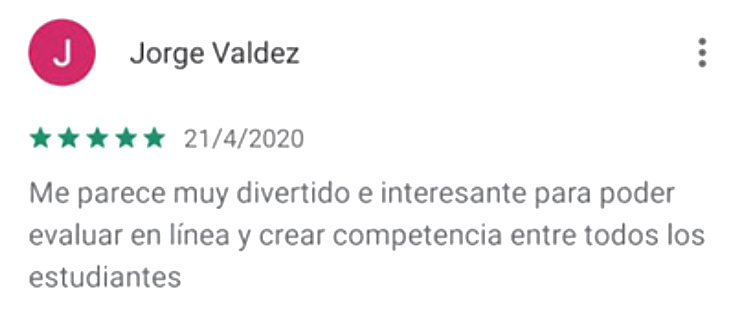 J
Jorge Valdez
21/4/2020
Me parece muy divertido e interesante para poder
evaluar en línea y crear competencia entre todos los
estudiantes